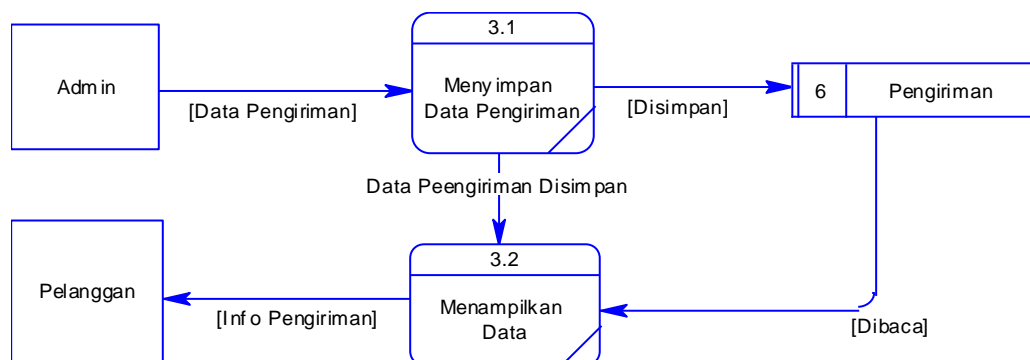 3.1
Admin
Menyimpan
Data Pengiriman
6
Pengiriman
[Data Pengiriman]
[Disimpan]
Data Peengiriman Disimpan
3.2
Pelanggan
Menampilkan
Data
[Info Pengiriman]
[Dibaca]